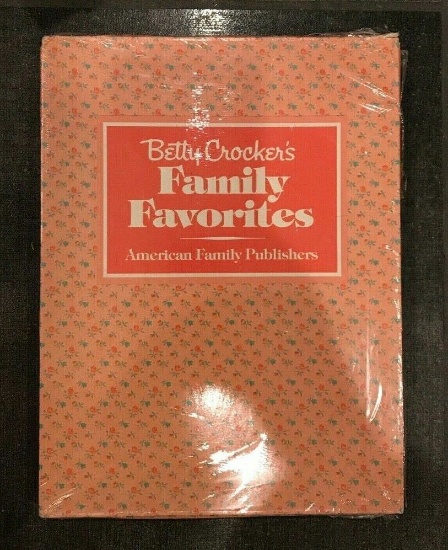 Betty Crocker's
Family
Favorites
American Family Publishers